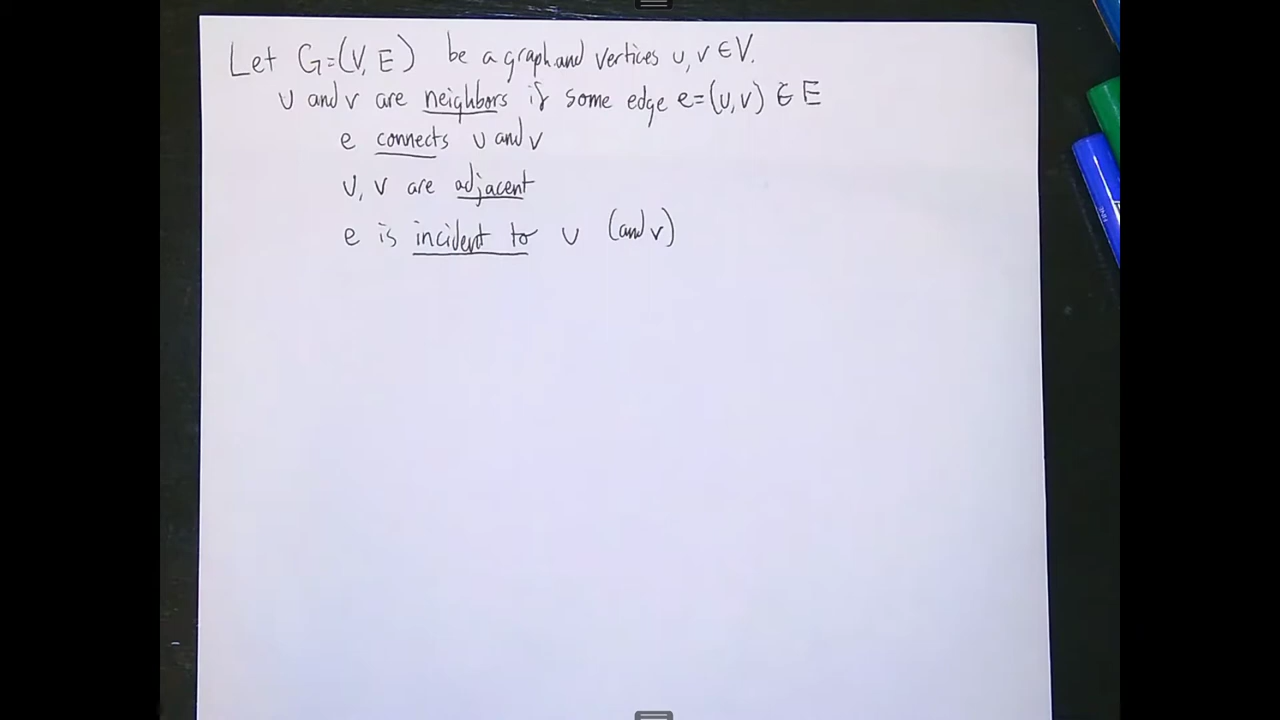 Let G=(V, E) be a graph and vertices u, v ∈ V.
u and v are neighbors if some edge e=(u,v) ∈ E
e connects u and v
u, v are adjacent
e is incident to u (and v)